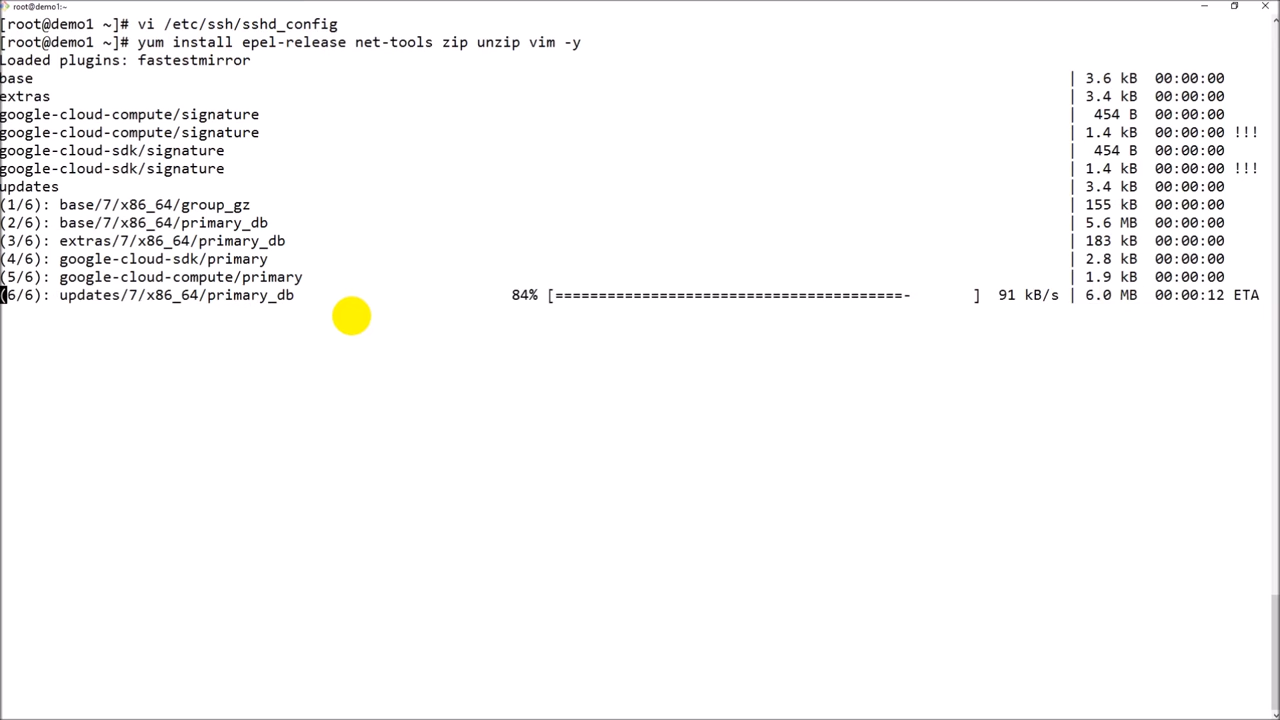 root@demo1:~
[root@demo1 ~]# vi /etc/ssh/sshd_config
[root@demo1 ~]# yum install epel-release net-tools zip unzip vim -y
Loaded plugins: fastestmirror
base | 3.6 kB 00:00:00
extras | 3.4 kB 00:00:00
google-cloud-compute/signature | 454 B 00:00:00
google-cloud-compute/signature | 1.4 kB 00:00:00 !!!
google-cloud-sdk/signature | 454 B 00:00:00
google-cloud-sdk/signature | 1.4 kB 00:00:00 !!!
updates | 3.4 kB 00:00:00
(1/6): base/7/x86_64/group_gz | 155 kB 00:00:00
(2/6): base/7/x86_64/primary_db | 5.6 MB 00:00:00
(3/6): extras/7/x86_64/primary_db | 183 kB 00:00:00
(4/6): google-cloud-sdk/primary | 2.8 kB 00:00:00
(5/6): google-cloud-compute/primary | 1.9 kB 00:00:00
(6/6): updates/7/x86_64/primary_db 84% [========================================- ] 91 kB/s | 6.0 MB 00:00:12 ETA